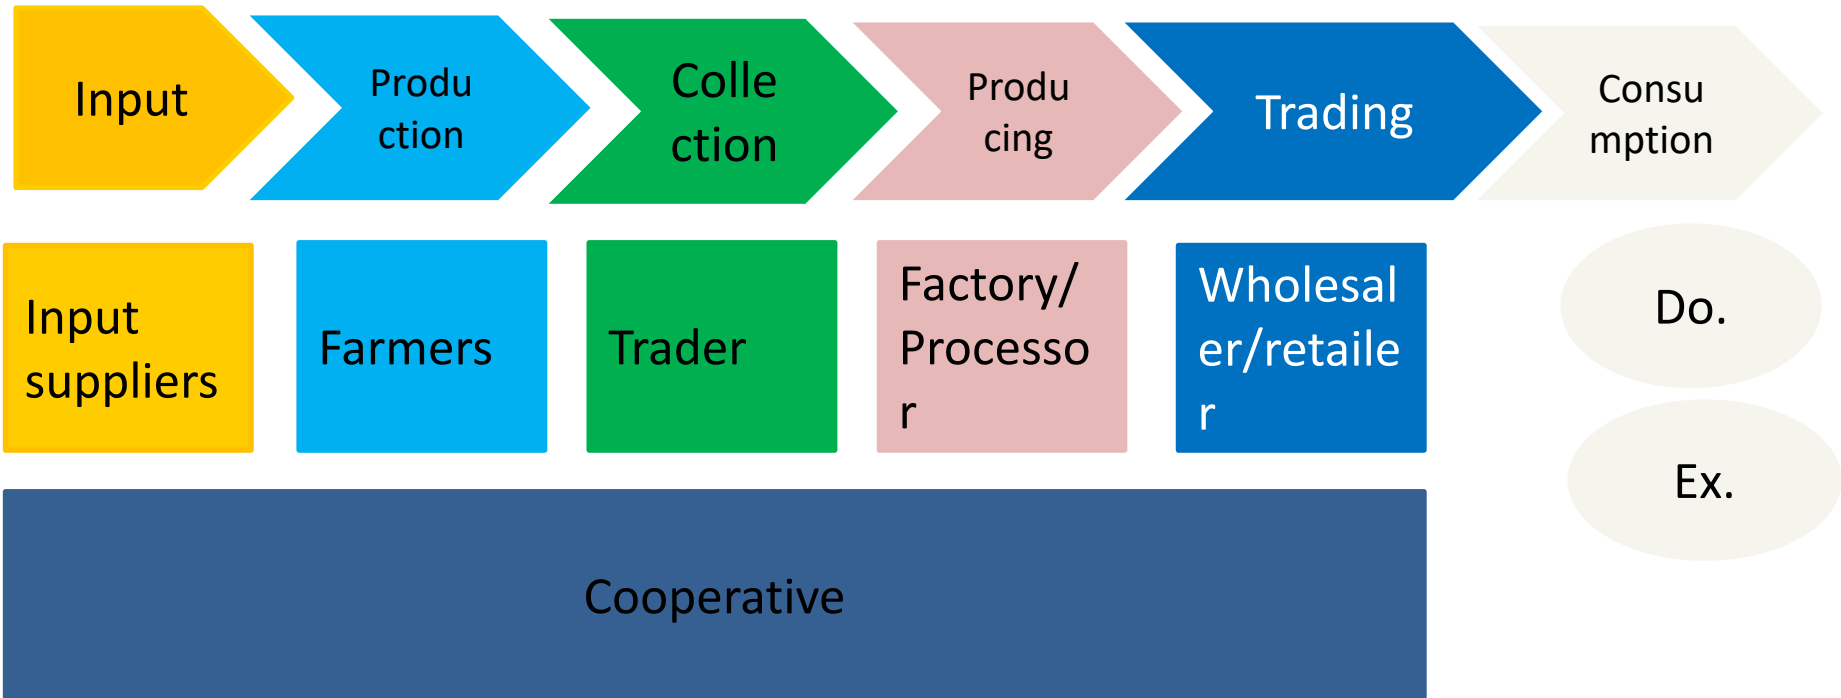 Input
Produ
ction
Colle
ction
Produ
cing
Trading
Consu
mption
Input
suppliers
Farmers
Trader
Factory/
Processo
r
Wholesal
er/retaile
r
Do.
Ex.
Cooperative